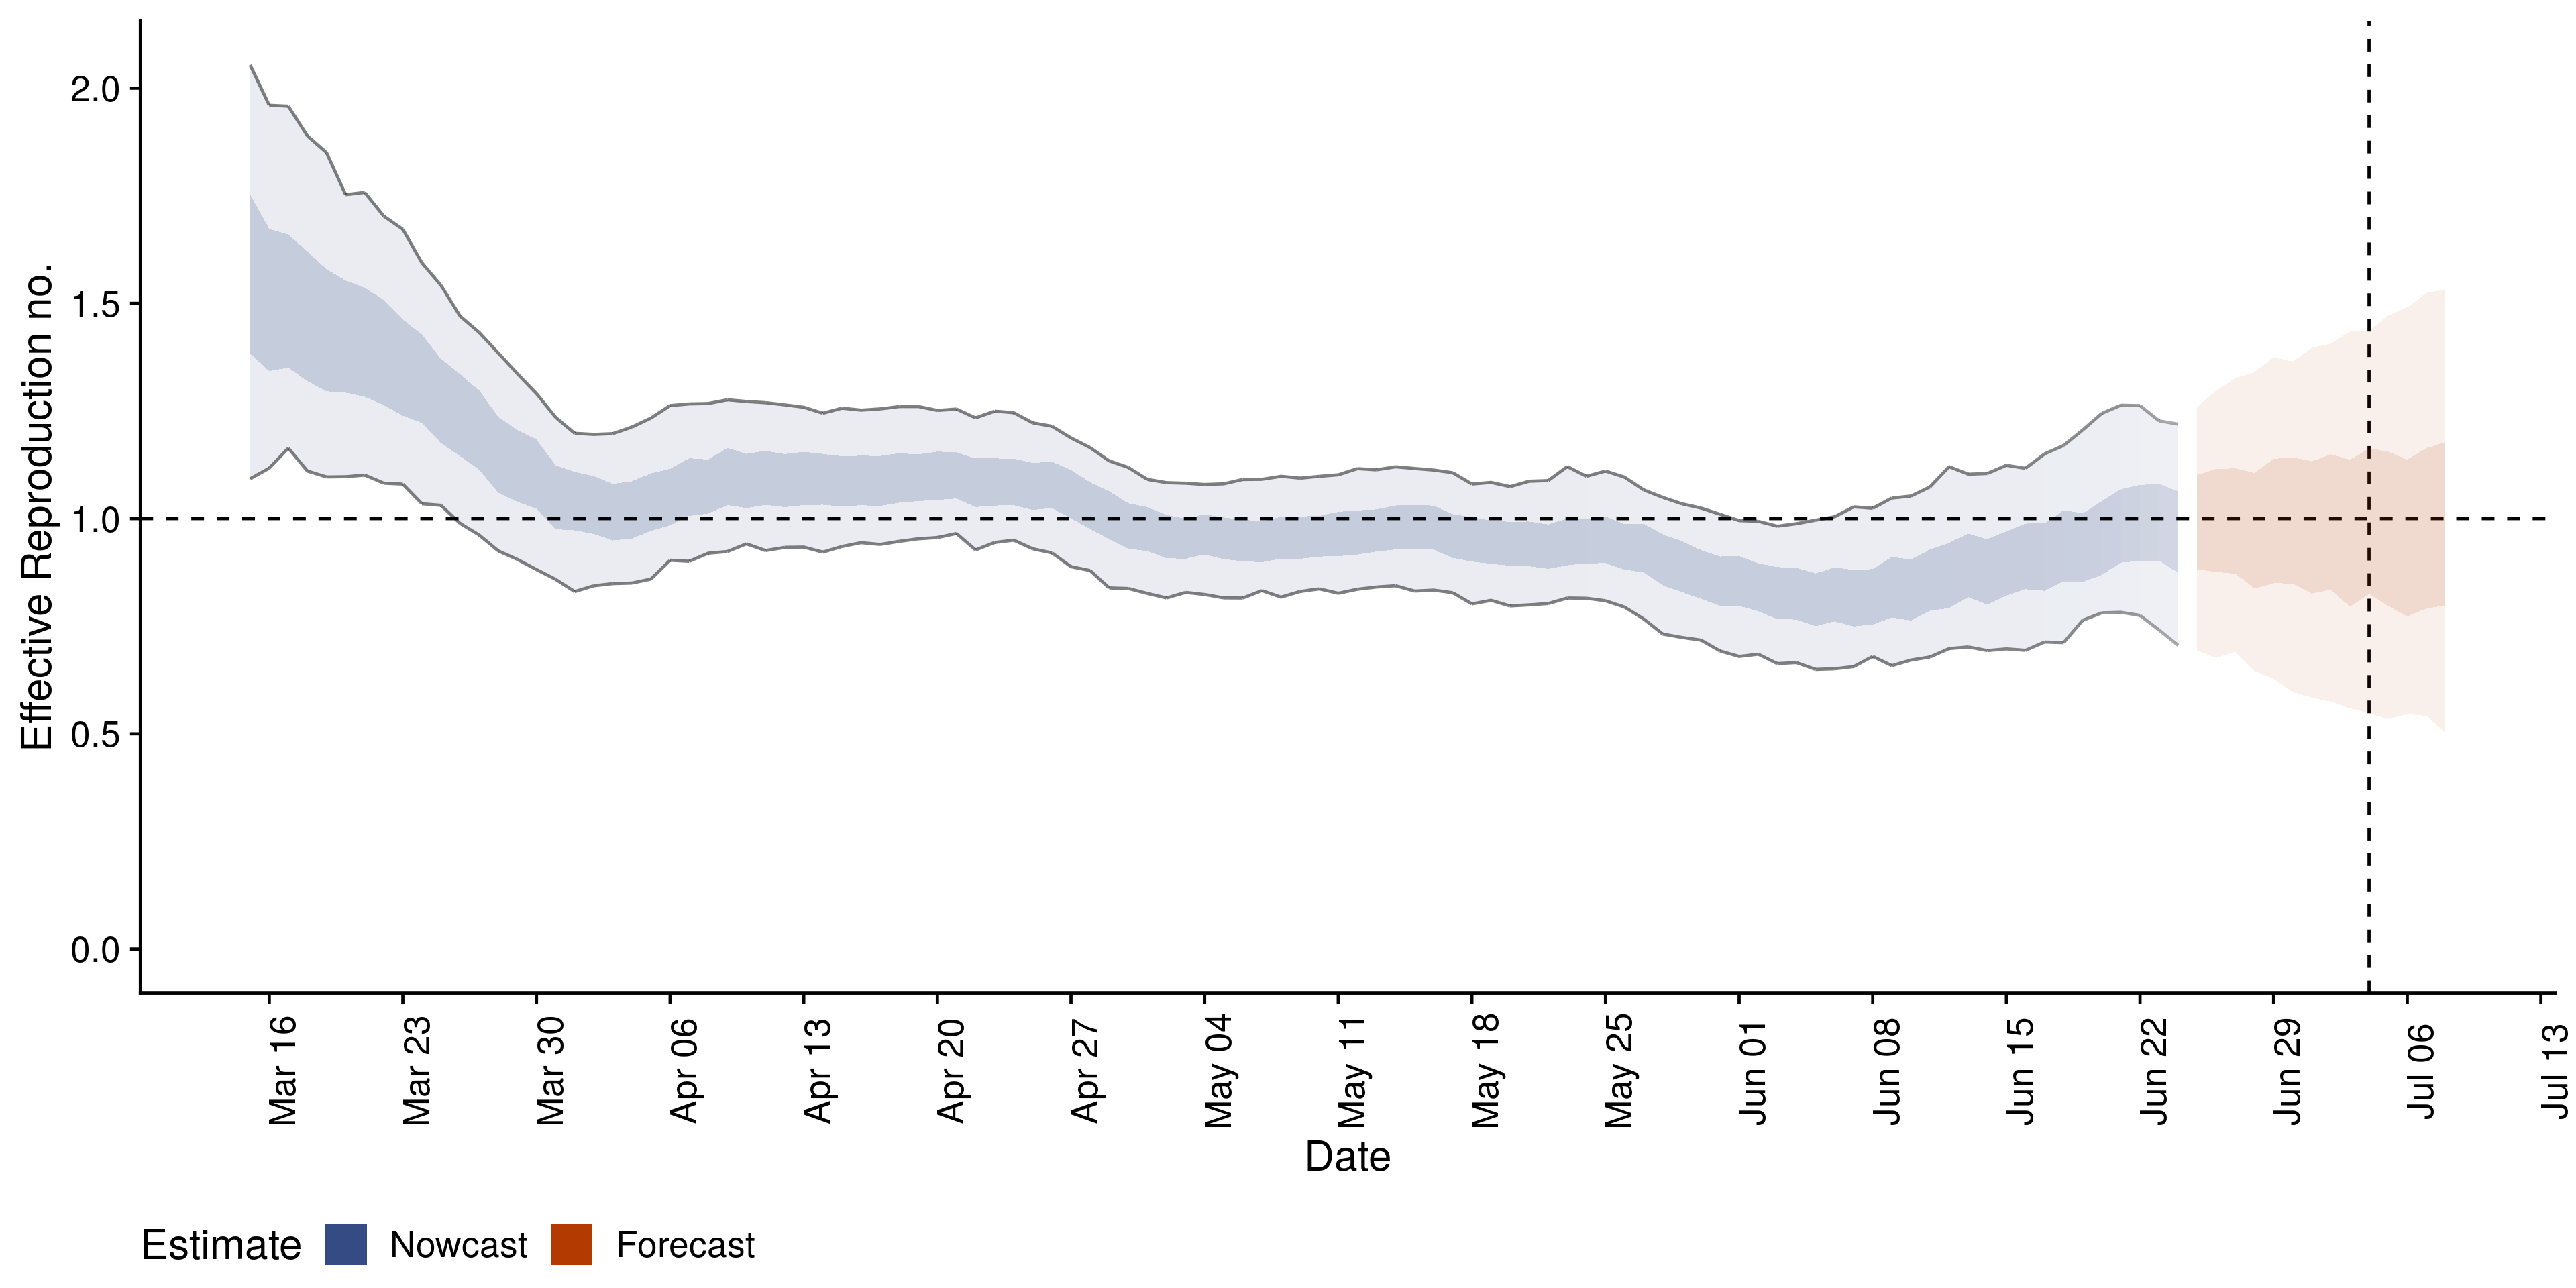 Effective Reproduction no.
2.0
1.5
1.0
0.5
0.0
Mar 16
Mar 23
Mar 30
Apr 06
Apr 13
Apr 20
Apr 27
May 04
May 11
May 18
May 25
Jun 01
Jun 08
Jun 15
Jun 22
Jun 29
Jul 06
Jul 13
Date
Estimate Nowcast Forecast